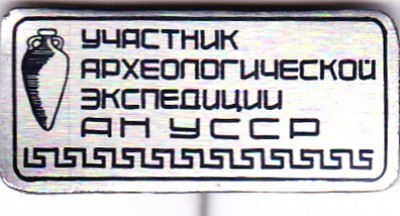 УЧАСТНИК
АРХЕОЛОГИЧЕСКОЙ
ЭКСПЕДИЦИИ
АН УССР